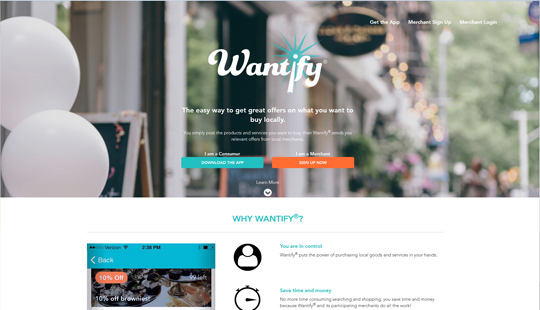 Get the App Merchant Sign Up Merchant Login
Wantify®
The easy way to get great offers on what you want to
buy locally.
You simply post the products and services you want to buy, then Wantify® sends you
relevant offers from local merchants.
I am a Consumer I am a Merchant
DOWNLOAD THE APP SIGN UP NOW
Learn More
WHY WANTIFY®?
Verizon 2:38 PM
Back
10% Off 99 left
10% off brownies!
You are in control
Wantify® puts the power of purchasing local goods and services in your hands.
Save time and money
No more time consuming searching and shopping, you save time and money
because Wantify® and its participating merchants do all the work!